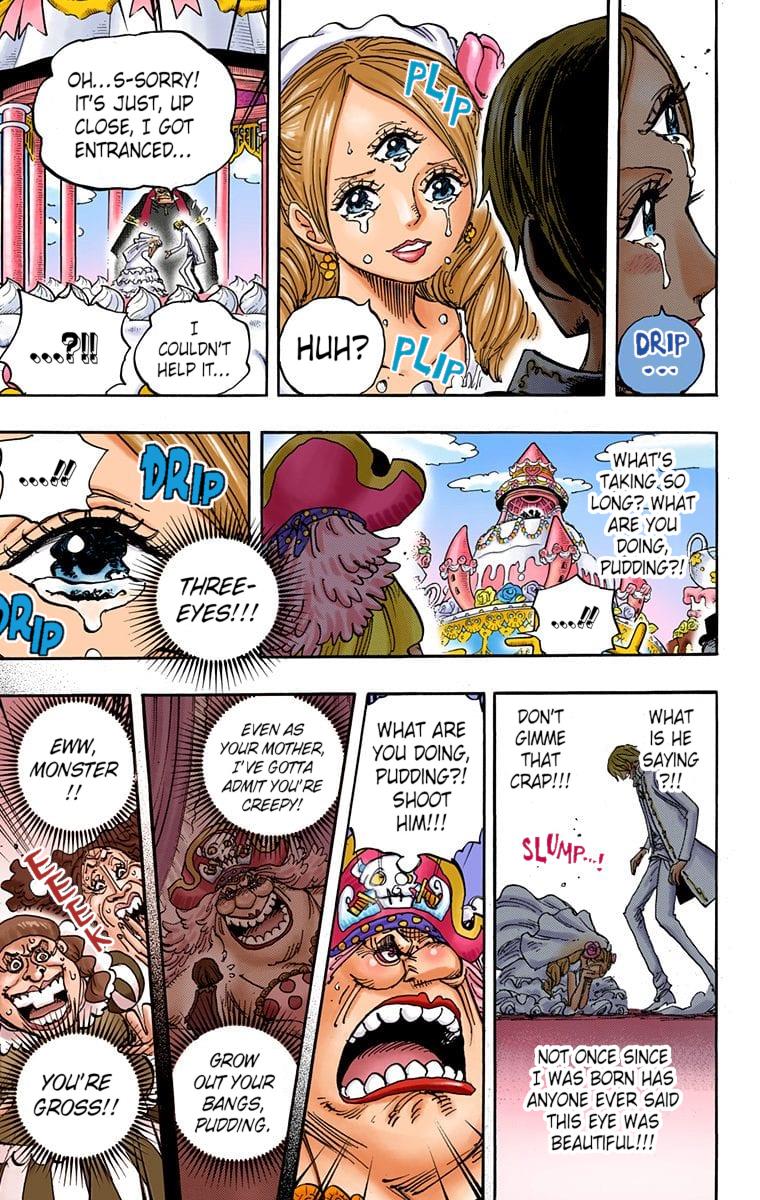 DRIP
...
PLIP
HUH?
PLIP
OH...S-SORRY!
IT'S JUST, UP
CLOSE, I GOT
ENTRANCED...
I
COULDN'T
HELP IT...
...?!!
WHAT'S
TAKING SO
LONG? WHAT
ARE YOU
DOING,
PUDDING?!
...!!
THREE-
EYES!!!
DRIP
...!!
DRIP
WHAT
IS HE
SAYING
?!!
DON'T
GIMME
THAT
CRAP!!!
SLUMP...!
NOT ONCE SINCE
I WAS BORN HAS
ANYONE EVER SAID
THIS EYE WAS
BEAUTIFUL!!!
WHAT ARE
YOU DOING,
PUDDING?!
SHOOT
HIM!!!
EVEN AS
YOUR MOTHER,
I'VE GOTTA
ADMIT YOU'RE
CREEPY!
GROW
OUT YOUR
BANGS,
PUDDING.
EWW,
MONSTER
!!
EEEEK
YOU'RE
GROSS!!